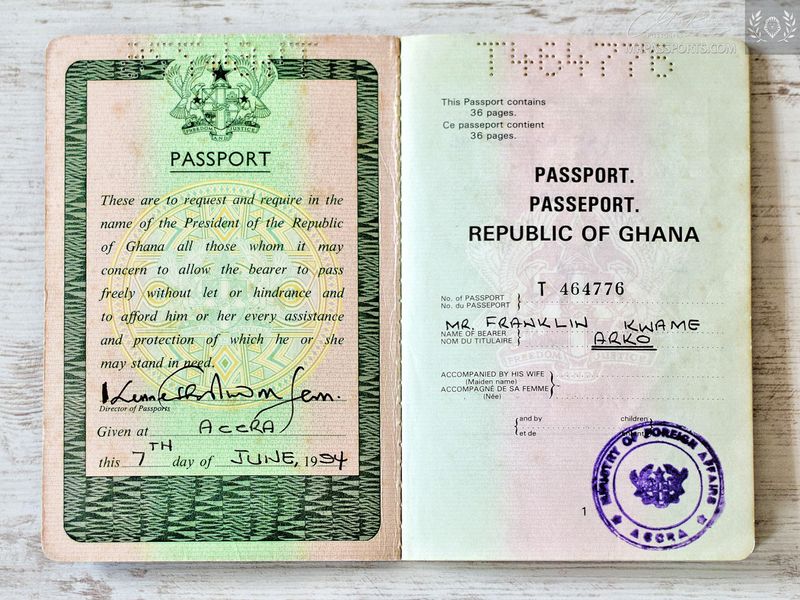 FREEDOM AND JUSTICE
PASSPORT
These are to request and require in the
name of the President of the Republic
of Ghana all those whom it may
concern to allow the bearer to pass
freely without let or hindrance and
to afford him or her every assistance
and protection of which he or she
may stand in need.
Director of Passports
Given at ACCRA
this 7TH day of JUNE, 1994
MR-PASSPORTS.COM
T464776
This Passport contains
36 pages.
Ce passeport contient
36 pages.
PASSPORT.
PASSEPORT.
REPUBLIC OF GHANA
No. of PASSPORT
No. du PASSEPORT
T 464776
MR. FRANKLIN KWAME
NAME OF BEARER
NOM DU TITULAIRE
ARKO
ACCOMPANIED BY HIS WIFE
(Maiden name)
ACCOMPAGNÉ DE SA FEMME
(Née)
and by children
et de
MINISTRY OF FOREIGN AFFAIRS
ACCRA
1